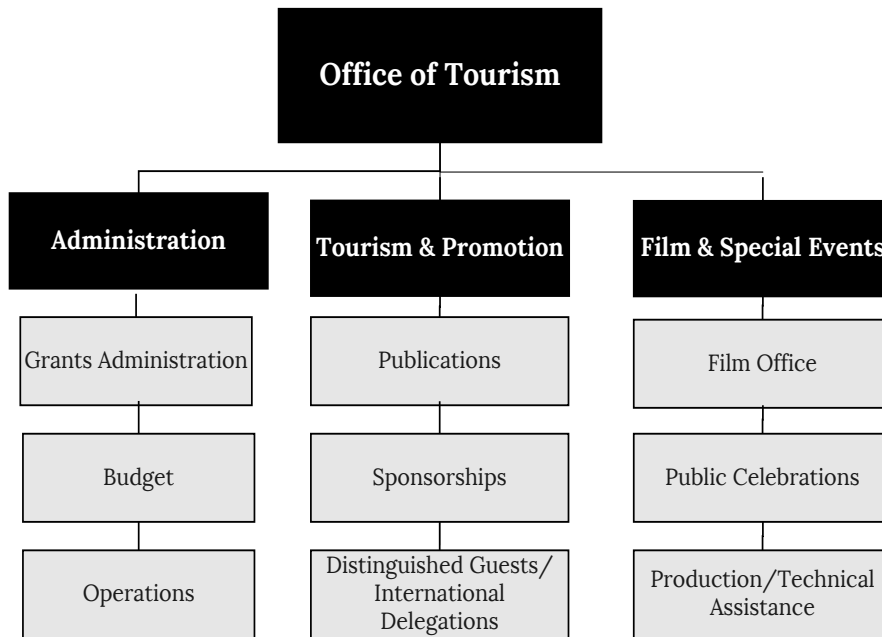 Office of Tourism
Administration
Tourism & Promotion
Film & Special Events
Grants Administration
Publications
Film Office
Budget
Sponsorships
Public Celebrations
Operations
Distinguished Guests/
International
Delegations
Production/Technical
Assistance